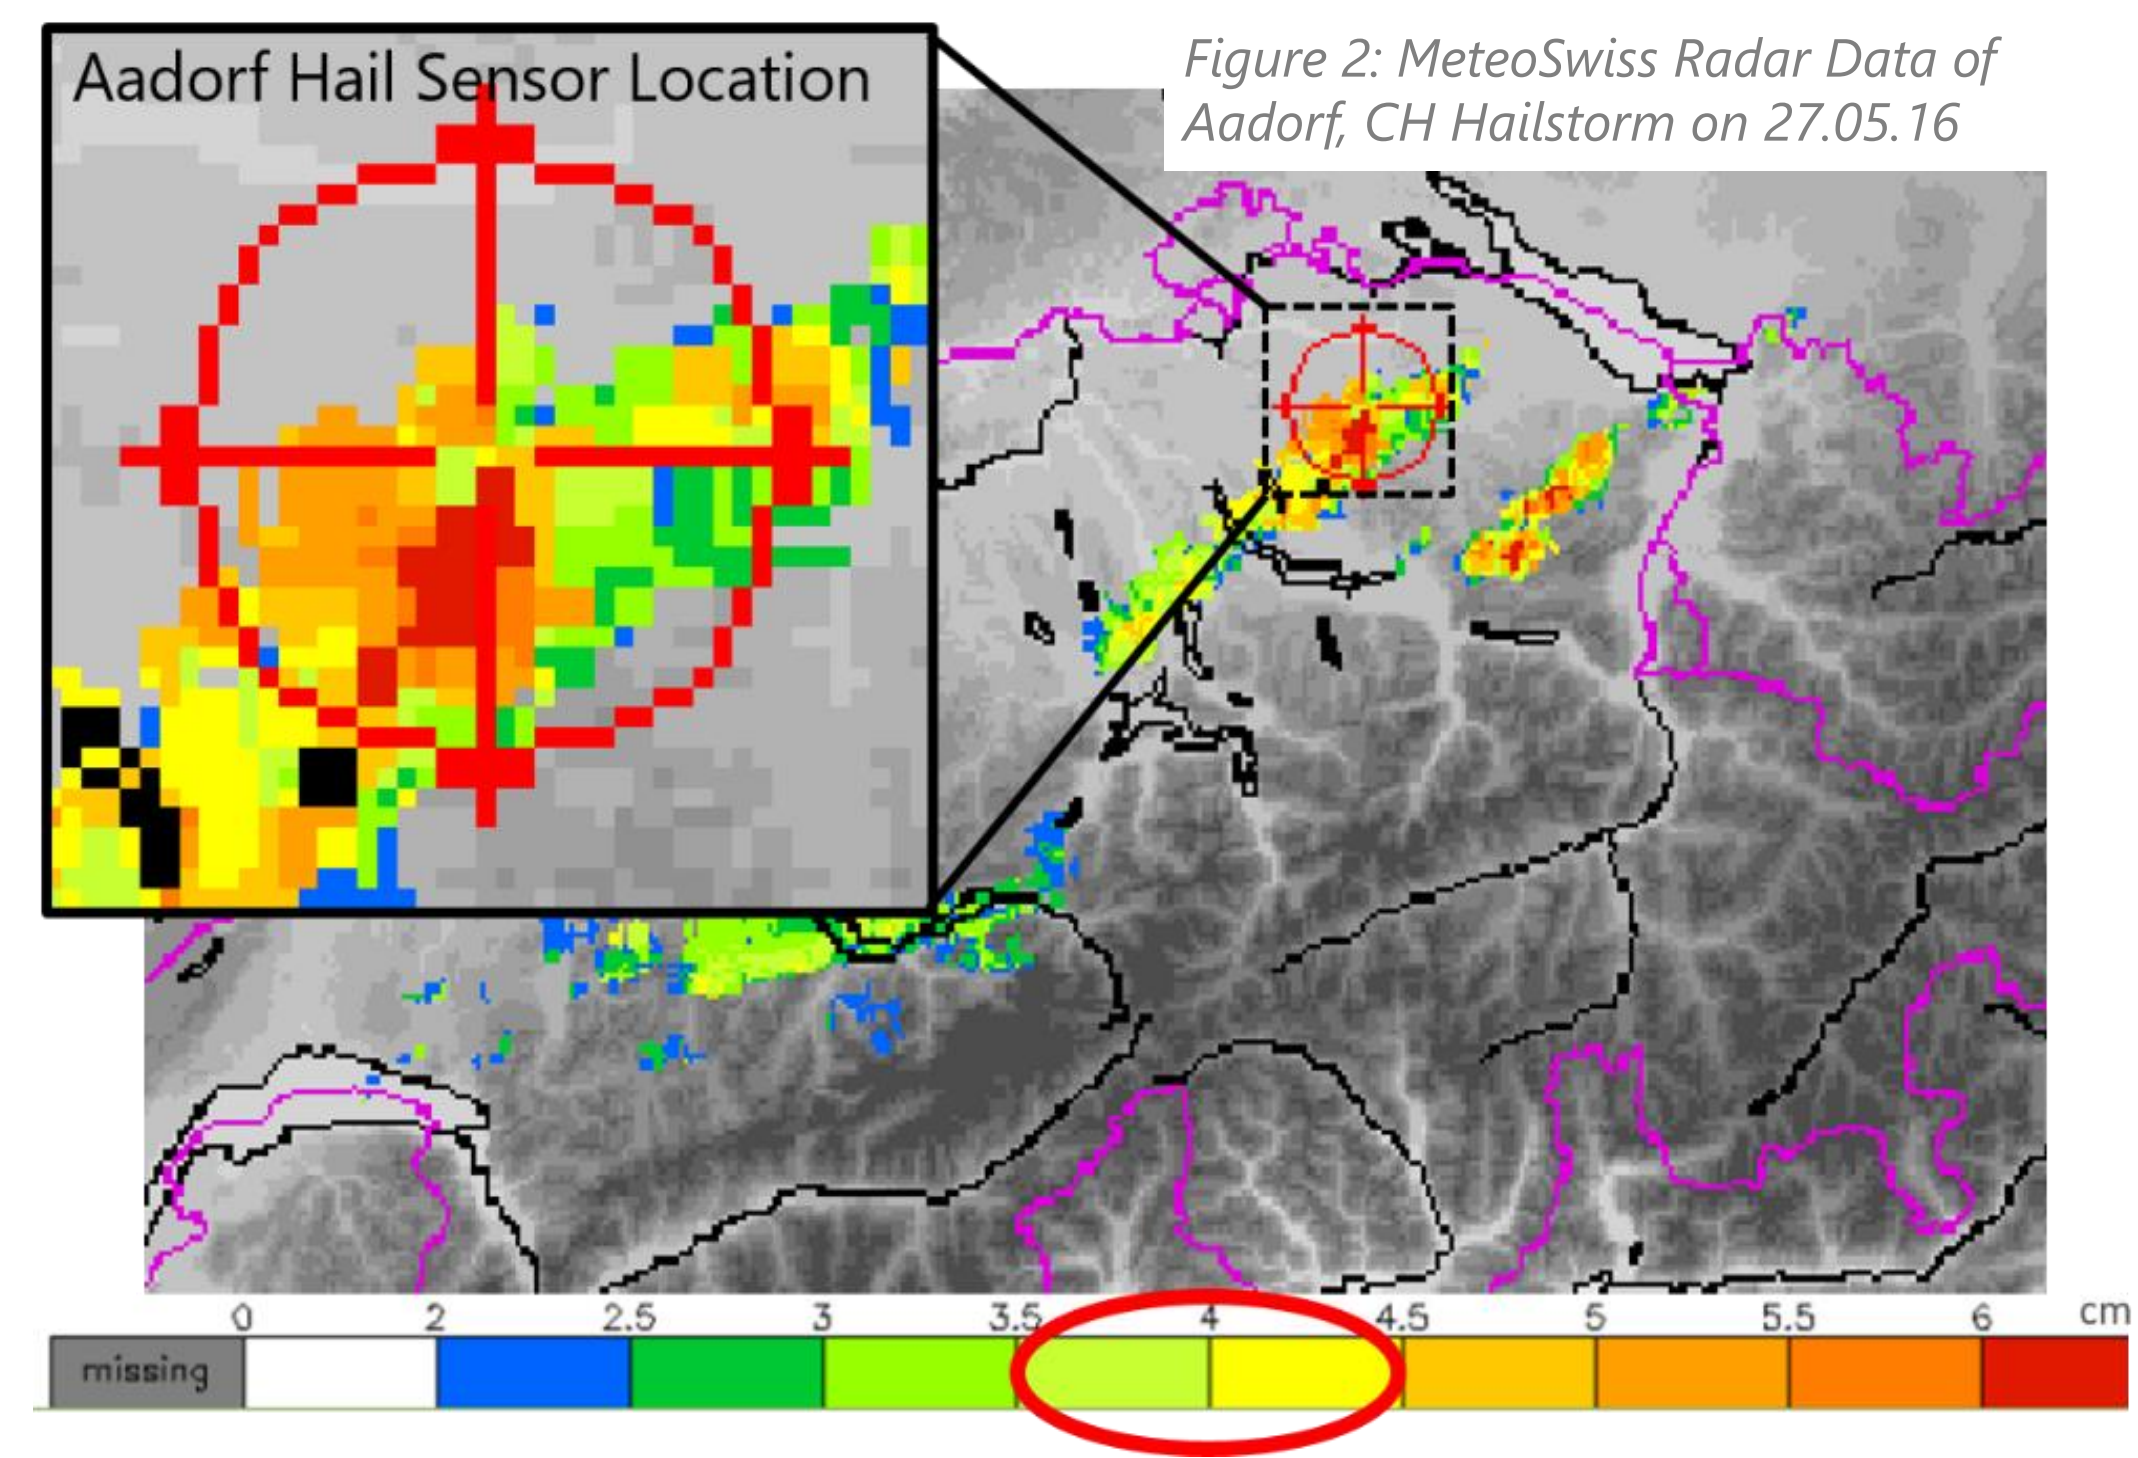 Aadorf Hail Sensor Location
Figure 2: MeteoSwiss Radar Data of
Aadorf, CH Hailstorm on 27.05.16
0 2 2.5 3 3.5 4 4.5 5 5.5 6 cm
missing